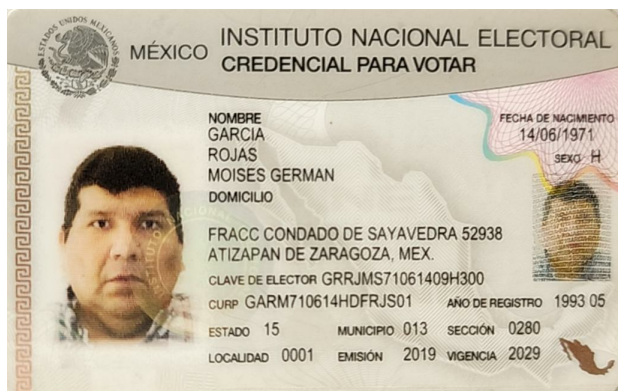 ESTADOS UNIDOS MEXICANOS
MÉXICO INSTITUTO NACIONAL ELECTORAL
CREDENCIAL PARA VOTAR
NOMBRE
GARCIA
ROJAS
MOISES GERMAN
FECHA DE NACIMIENTO
14/06/1971
SEXO H
DOMICILIO
FRACC CONDADO DE SAYAVEDRA 52938
ATIZAPAN DE ZARAGOZA, MEX.
CLAVE DE ELECTOR GRRJMS71061409H300
CURP GARM710614HDFRJS01 AÑO DE REGISTRO 1993 05
ESTADO 15 MUNICIPIO 013 SECCIÓN 0280
LOCALIDAD 0001 EMISIÓN 2019 VIGENCIA 2029